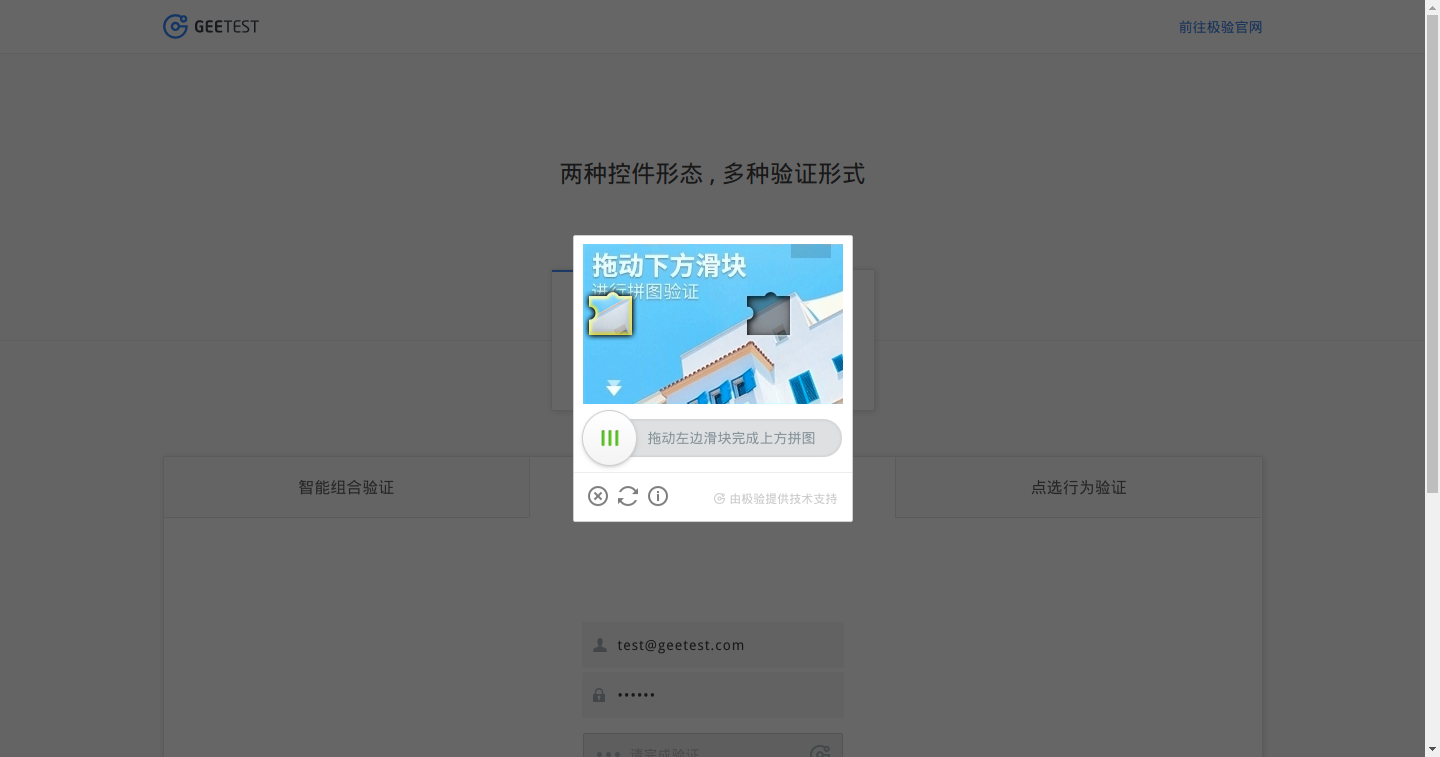 GEETEST
前往极验官网
两种控件形态 , 多种验证形式
拖动下方滑块
进行拼图验证
拖动左边滑块完成上方拼图
由极验提供技术支持
智能组合验证
点选行为验证
test@geetest.com
••••••
请完成验证